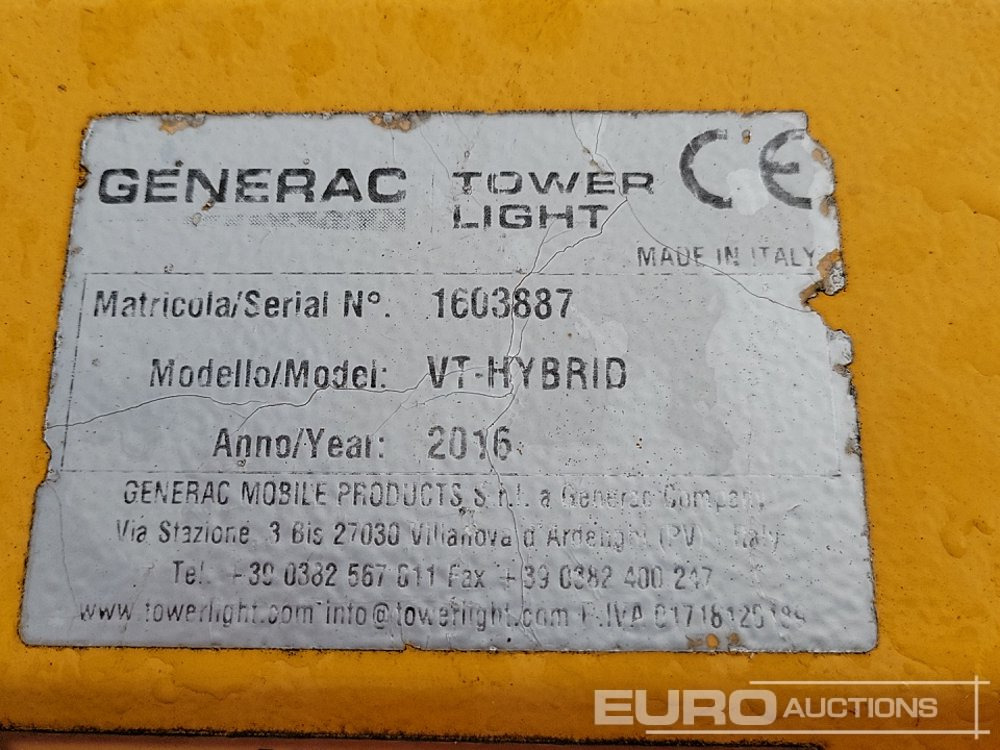 GENERAC
TOWER
LIGHT
CE
MADE IN ITALY
Matricola/Serial N°. 1603887
Modello/Model: VT-HYBRID
Anno/Year: 2016
GENERAC MOBILE PRODUCTS S.r.l. a Generac Company
Via Stazione, 3 Bis 27030 Villanova d'Ardenghi (PV) - Italy
Tel. +39 0382 567 011 Fax +39 0382 400 247
www.towerlight.com info@towerlight.com P.IVA
EURO AUCTIONS